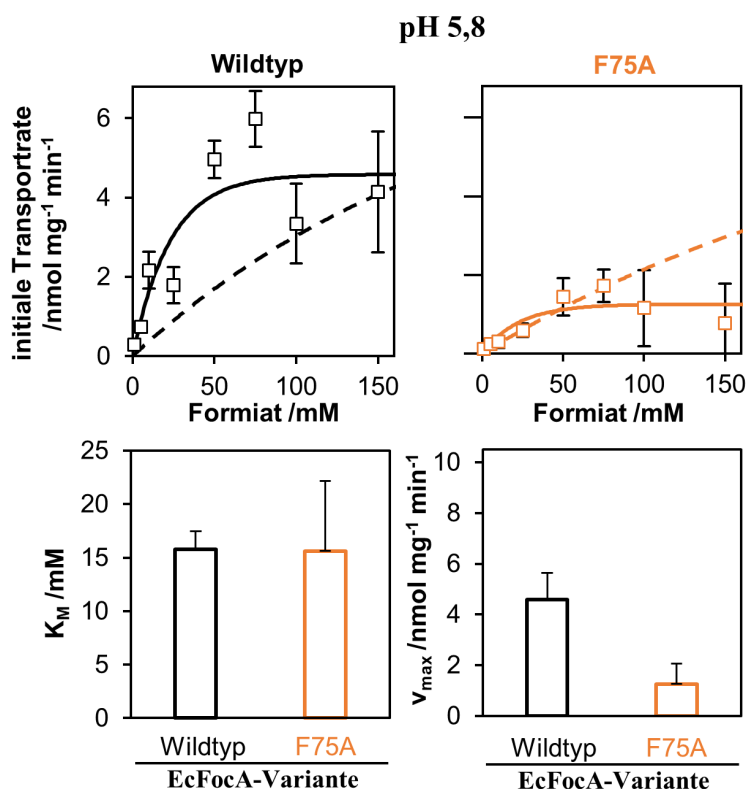 pH 5,8
Wildtyp
F75A
initiale Transportrate
/nmol mg⁻¹ min⁻¹
6
4
2
0
0 50 100 150
Formiat /mM
0 50 100 150
Formiat /mM
K_M /mM
25
20
15
10
5
0
Wildtyp F75A
EcFocA-Variante
v_max /nmol mg⁻¹ min⁻¹
10
8
6
4
2
0
Wildtyp F75A
EcFocA-Variante